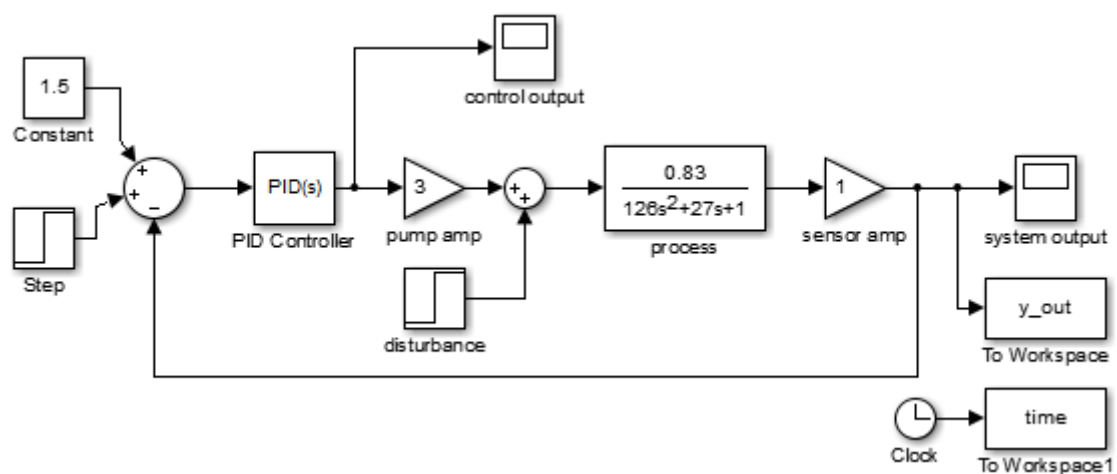 control output
1.5
Constant
+
+
−
Step
PID(s)
PID Controller
3
pump amp
+
+
disturbance
0.83
126s²+27s+1
process
1
sensor amp
system output
y_out
To Workspace
Clock
time
To Workspace1